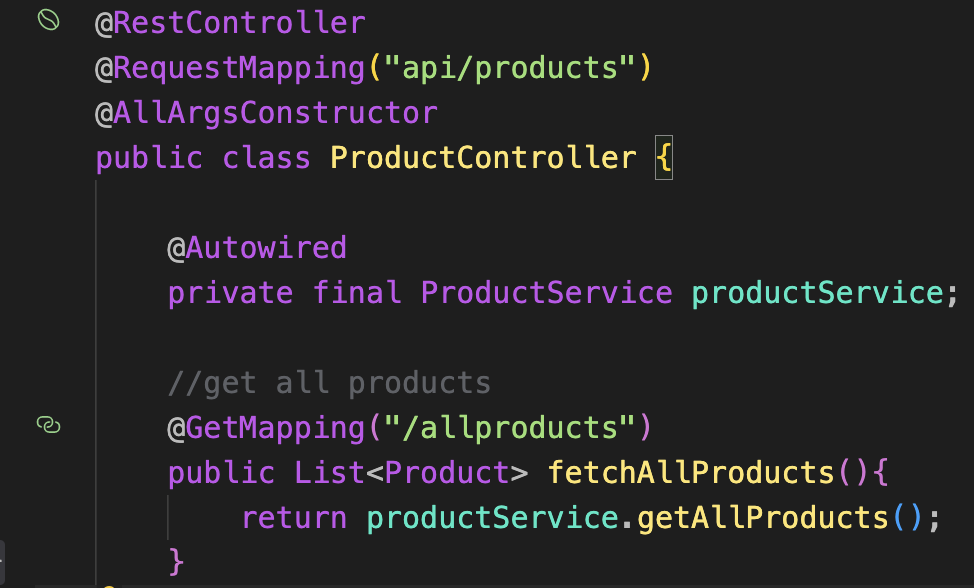 @RestController
@RequestMapping("api/products")
@AllArgsConstructor
public class ProductController {
@Autowired
private final ProductService productService;
//get all products
@GetMapping("/allproducts")
public List<Product> fetchAllProducts(){
return productService.getAllProducts();
}